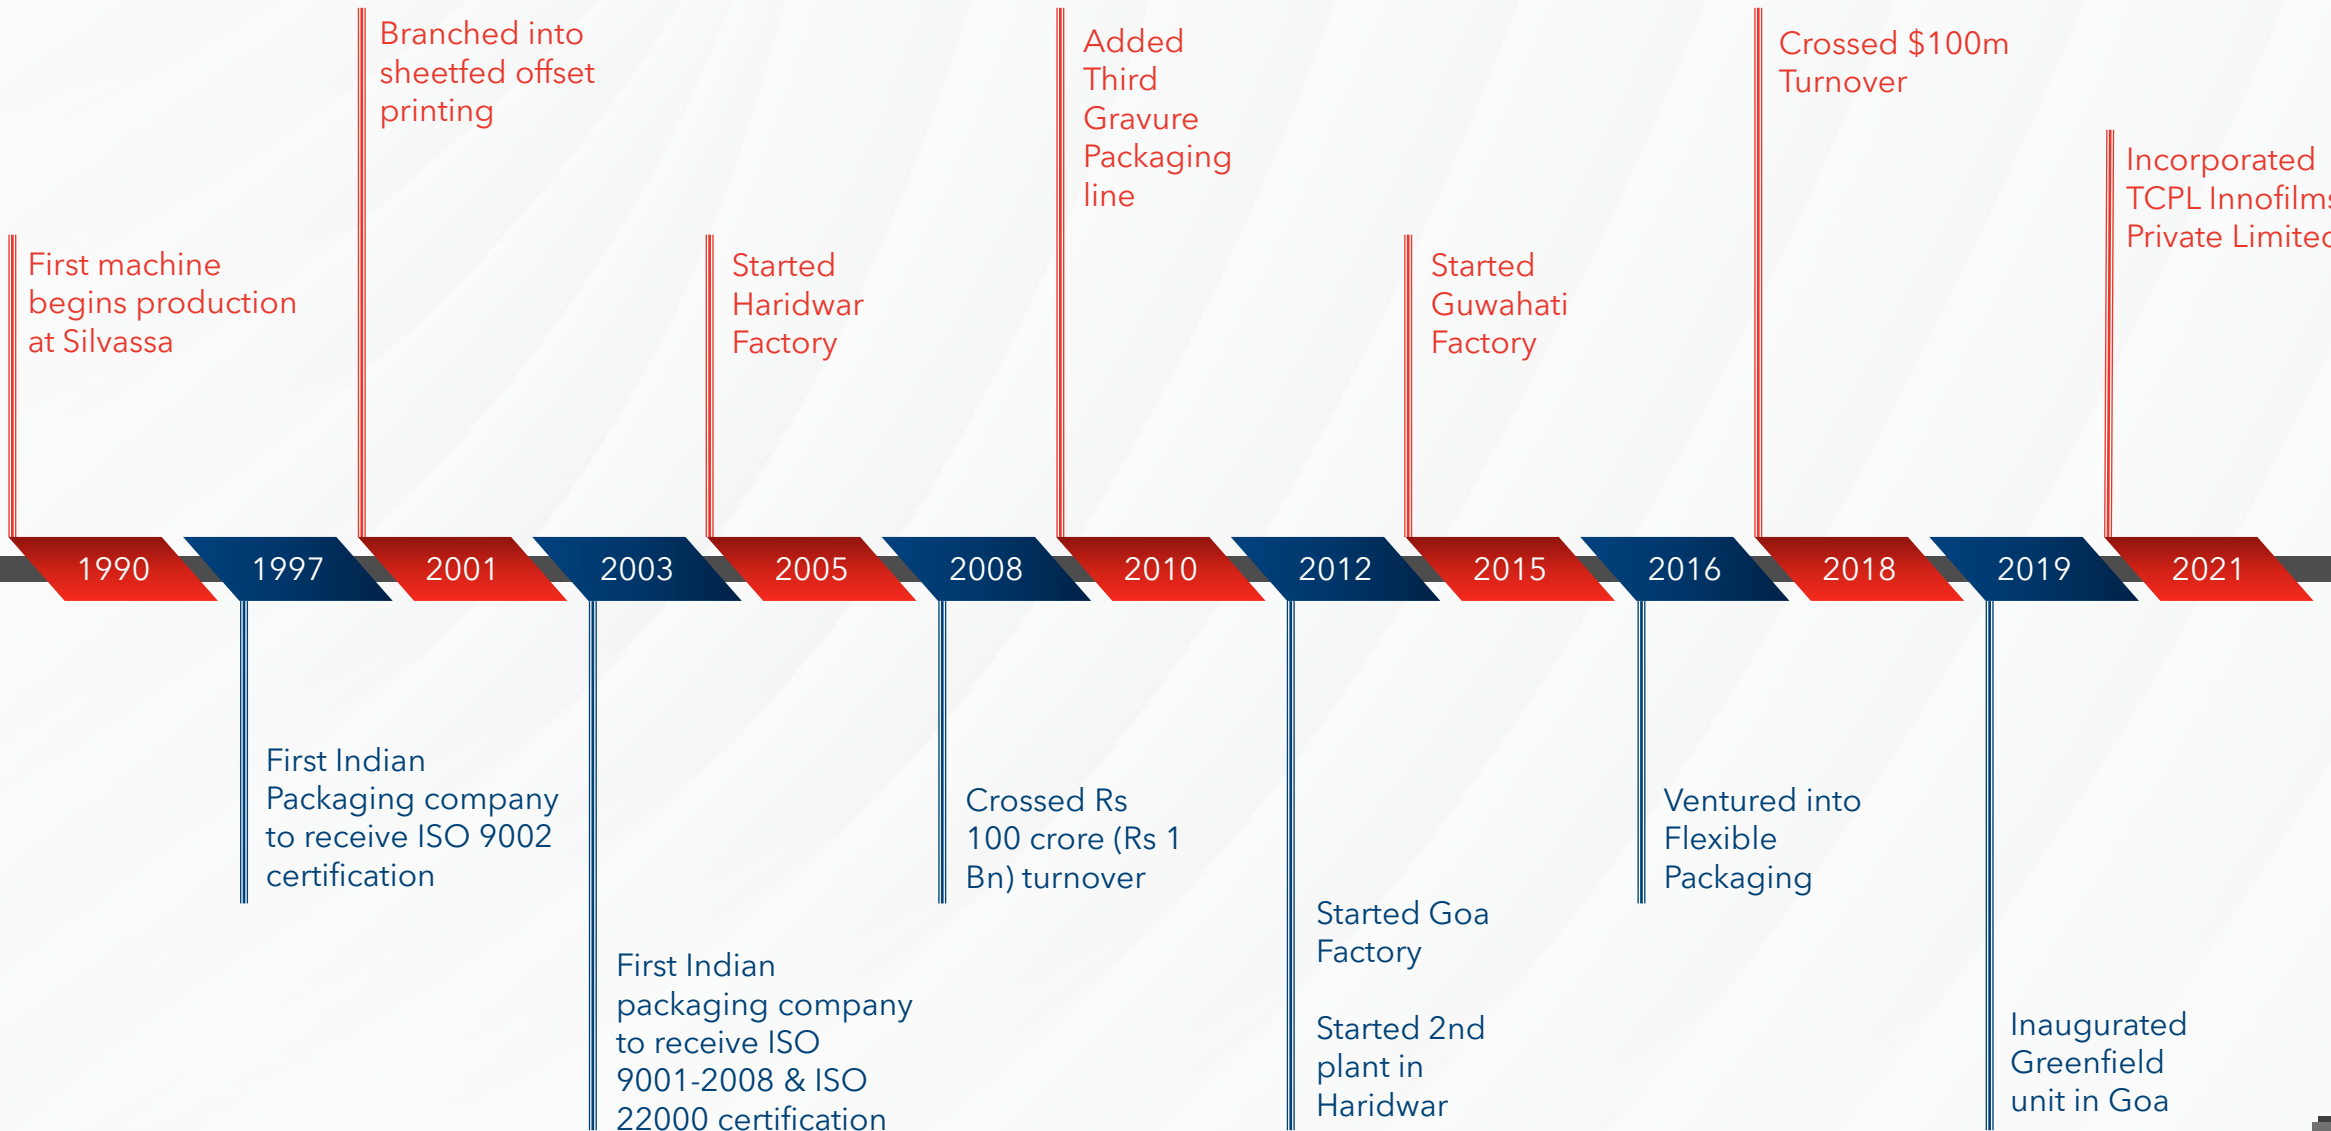 Branched into
sheetfed offset
printing
Added
Third
Gravure
Packaging
line
Crossed $100m
Turnover
Incorporated
TCPL Innofilms
Private Limited
First machine
begins production
at Silvassa
Started
Haridwar
Factory
Started
Guwahati
Factory
1990 1997 2001 2003 2005 2008 2010 2012 2015 2016 2018 2019 2021
First Indian
Packaging company
to receive ISO 9002
certification
Crossed Rs
100 crore (Rs 1
Bn) turnover
Ventured into
Flexible
Packaging
Started Goa
Factory
Started 2nd
plant in
Haridwar
First Indian
packaging company
to receive ISO
9001-2008 & ISO
22000 certification
Inaugurated
Greenfield
unit in Goa